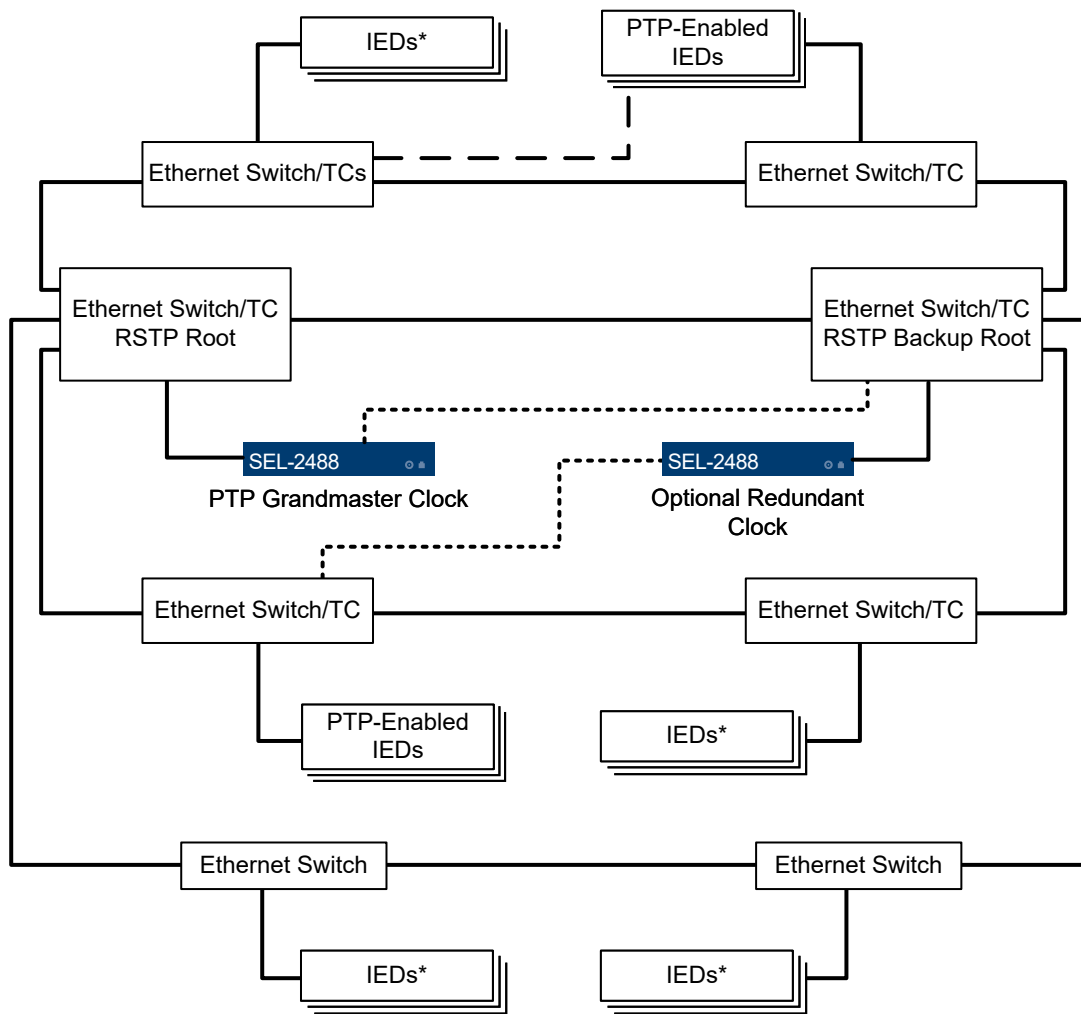 IEDs*
PTP-Enabled
IEDs
Ethernet Switch/TCs
Ethernet Switch/TC
Ethernet Switch/TC
RSTP Root
Ethernet Switch/TC
RSTP Backup Root
SEL-2488
PTP Grandmaster Clock
SEL-2488
Optional Redundant
Clock
Ethernet Switch/TC
Ethernet Switch/TC
PTP-Enabled
IEDs
IEDs*
Ethernet Switch
Ethernet Switch
IEDs*
IEDs*